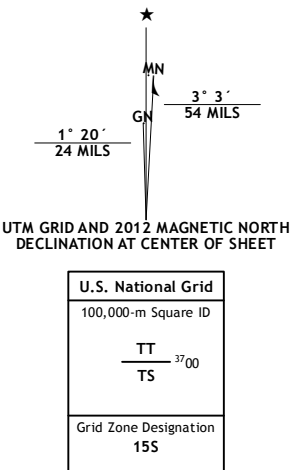 ★
MN
3° 3´
54 MILS
GN
1° 20´
24 MILS
UTM GRID AND 2012 MAGNETIC NORTH
DECLINATION AT CENTER OF SHEET
U.S. National Grid
100,000-m Square ID
TT
3700
TS
Grid Zone Designation
15S